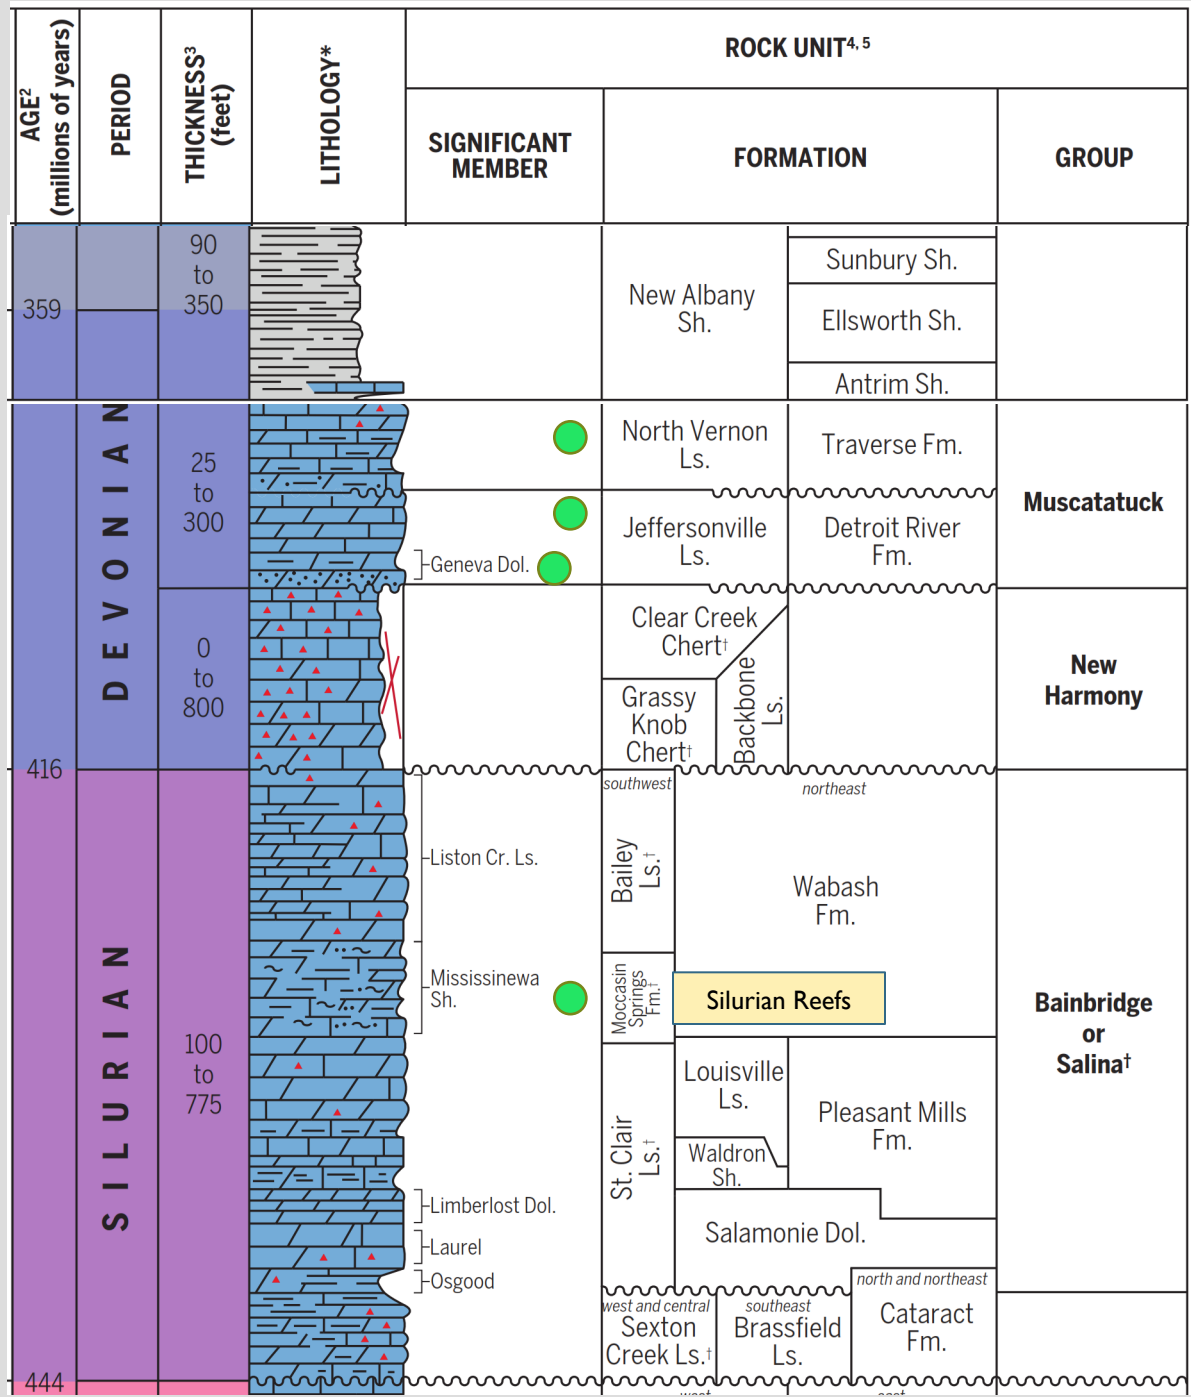 AGE²
(millions of years)
PERIOD
THICKNESS³
(feet)
LITHOLOGY*
ROCK UNIT⁴,⁵
SIGNIFICANT
MEMBER
FORMATION
GROUP
90
to
350
359
New Albany
Sh.
Sunbury Sh.
Ellsworth Sh.
Antrim Sh.
DEVONIAN
25
to
300
North Vernon
Ls.
Traverse Fm.
Muscatatuck
Geneva Dol.
Jeffersonville
Ls.
Detroit River
Fm.
0
to
800
Clear Creek
Chert†
Grassy
Knob
Chert†
Backbone
Ls.
New
Harmony
416
southwest
northeast
SILURIAN
100
to
775
Liston Cr. Ls.
Bailey
Ls.†
Wabash
Fm.
Mississinewa
Sh.
Moccasin
Springs
Fm.†
Silurian Reefs
Bainbridge
or
Salina†
St. Clair
Ls.†
Louisville
Ls.
Pleasant Mills
Fm.
Waldron
Sh.
Limberlost Dol.
Laurel
Osgood
Salamonie Dol.
west and central
Sexton
Creek Ls.†
southeast
Brassfield
Ls.
north and northeast
Cataract
Fm.
444